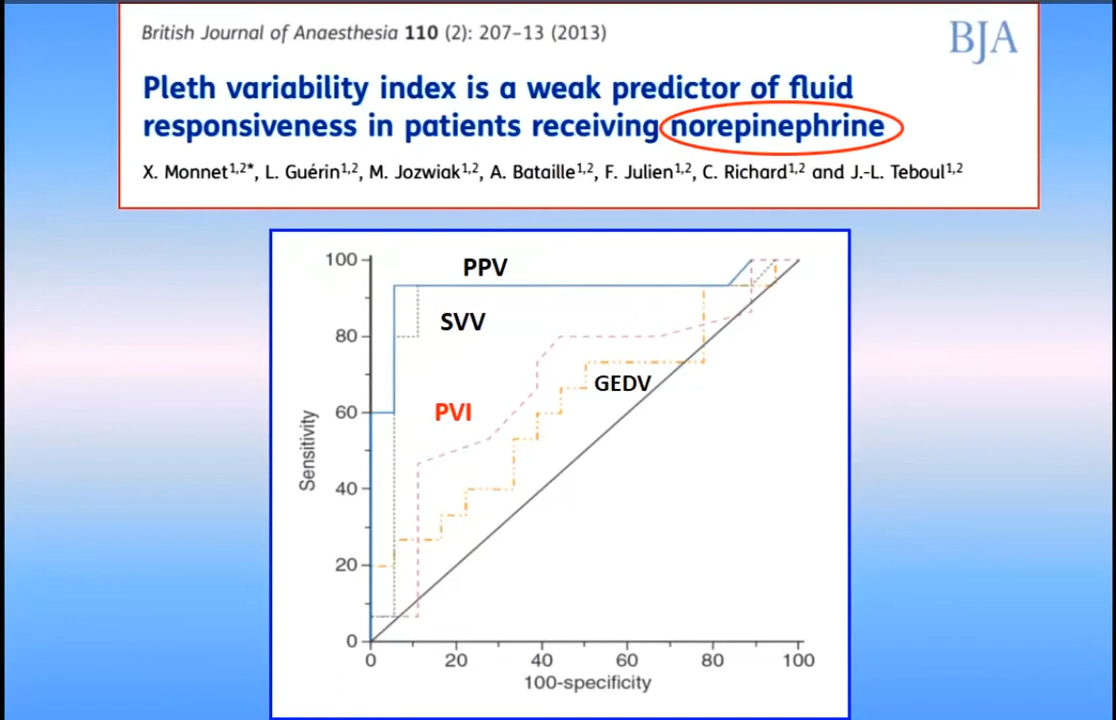 British Journal of Anaesthesia 110 (2): 207–13 (2013)
BJA
Pleth variability index is a weak predictor of fluid
responsiveness in patients receiving norepinephrine
X. Monnet1,2*, L. Guérin1,2, M. Jozwiak1,2, A. Bataille1,2, F. Julien1,2, C. Richard1,2 and J.-L. Teboul1,2
100
80
60
40
20
0
Sensitivity
PPV
SVV
PVI
GEDV
0 20 40 60 80 100
100-specificity